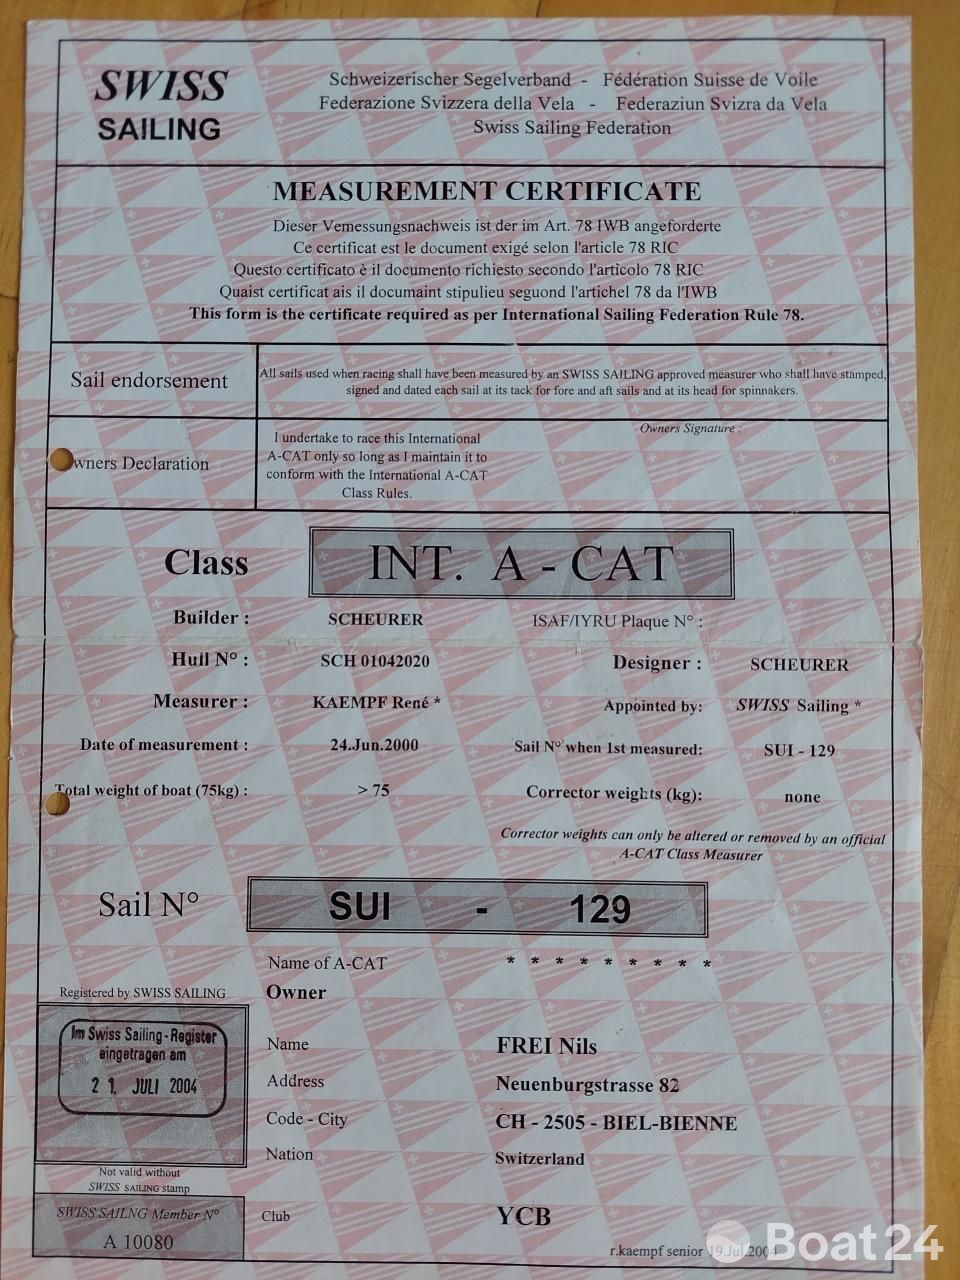 SWISS
SAILING
Schweizerischer Segelverband - Fédération Suisse de Voile
Federazione Svizzera della Vela - Federaziun Svizra da Vela
Swiss Sailing Federation
MEASUREMENT CERTIFICATE
Dieser Vemessungsnachweis ist der im Art. 78 IWB angeforderte
Ce certificat est le document exigé selon l'article 78 RIC
Questo certificato è il documento richiesto secondo l'articolo 78 RIC
Quaist certificat ais il documaint stipulieu seguond l'artichel 78 da l'IWB
This form is the certificate required as per International Sailing Federation Rule 78.
Sail endorsement
All sails used when racing shall have been measured by an SWISS SAILING approved measurer who shall have stamped,
signed and dated each sail at its tack for fore and aft sails and at its head for spinnakers.
wners Declaration
I undertake to race this International
A-CAT only so long as I maintain it to
conform with the International A-CAT
Class Rules.
Owners Signature :
Class
INT. A - CAT
Builder : SCHEURER ISAF/IYRU Plaque N° :
Hull N° : SCH 01042020 Designer : SCHEURER
Measurer : KAEMPF René * Appointed by: SWISS Sailing *
Date of measurement : 24.Jun.2000 Sail N° when 1st measured: SUI - 129
Total weight of boat (75kg) : > 75 Corrector weights (kg): none
Corrector weights can only be altered or removed by an official
A-CAT Class Measurer
Sail N° SUI - 129
Name of A-CAT * * * * * * * * *
Registered by SWISS SAILING
Owner
Im Swiss Sailing-Register
eingetragen am
21. JULI 2004
Name FREI Nils
Address Neuenburgstrasse 82
Code - City CH - 2505 - BIEL-BIENNE
Nation Switzerland
Not valid without
SWISS SAILING stamp
SWISS SAILNG Member N°
A 10080
Club YCB
r.kaempf senior 19.Jul.2004
Boat24